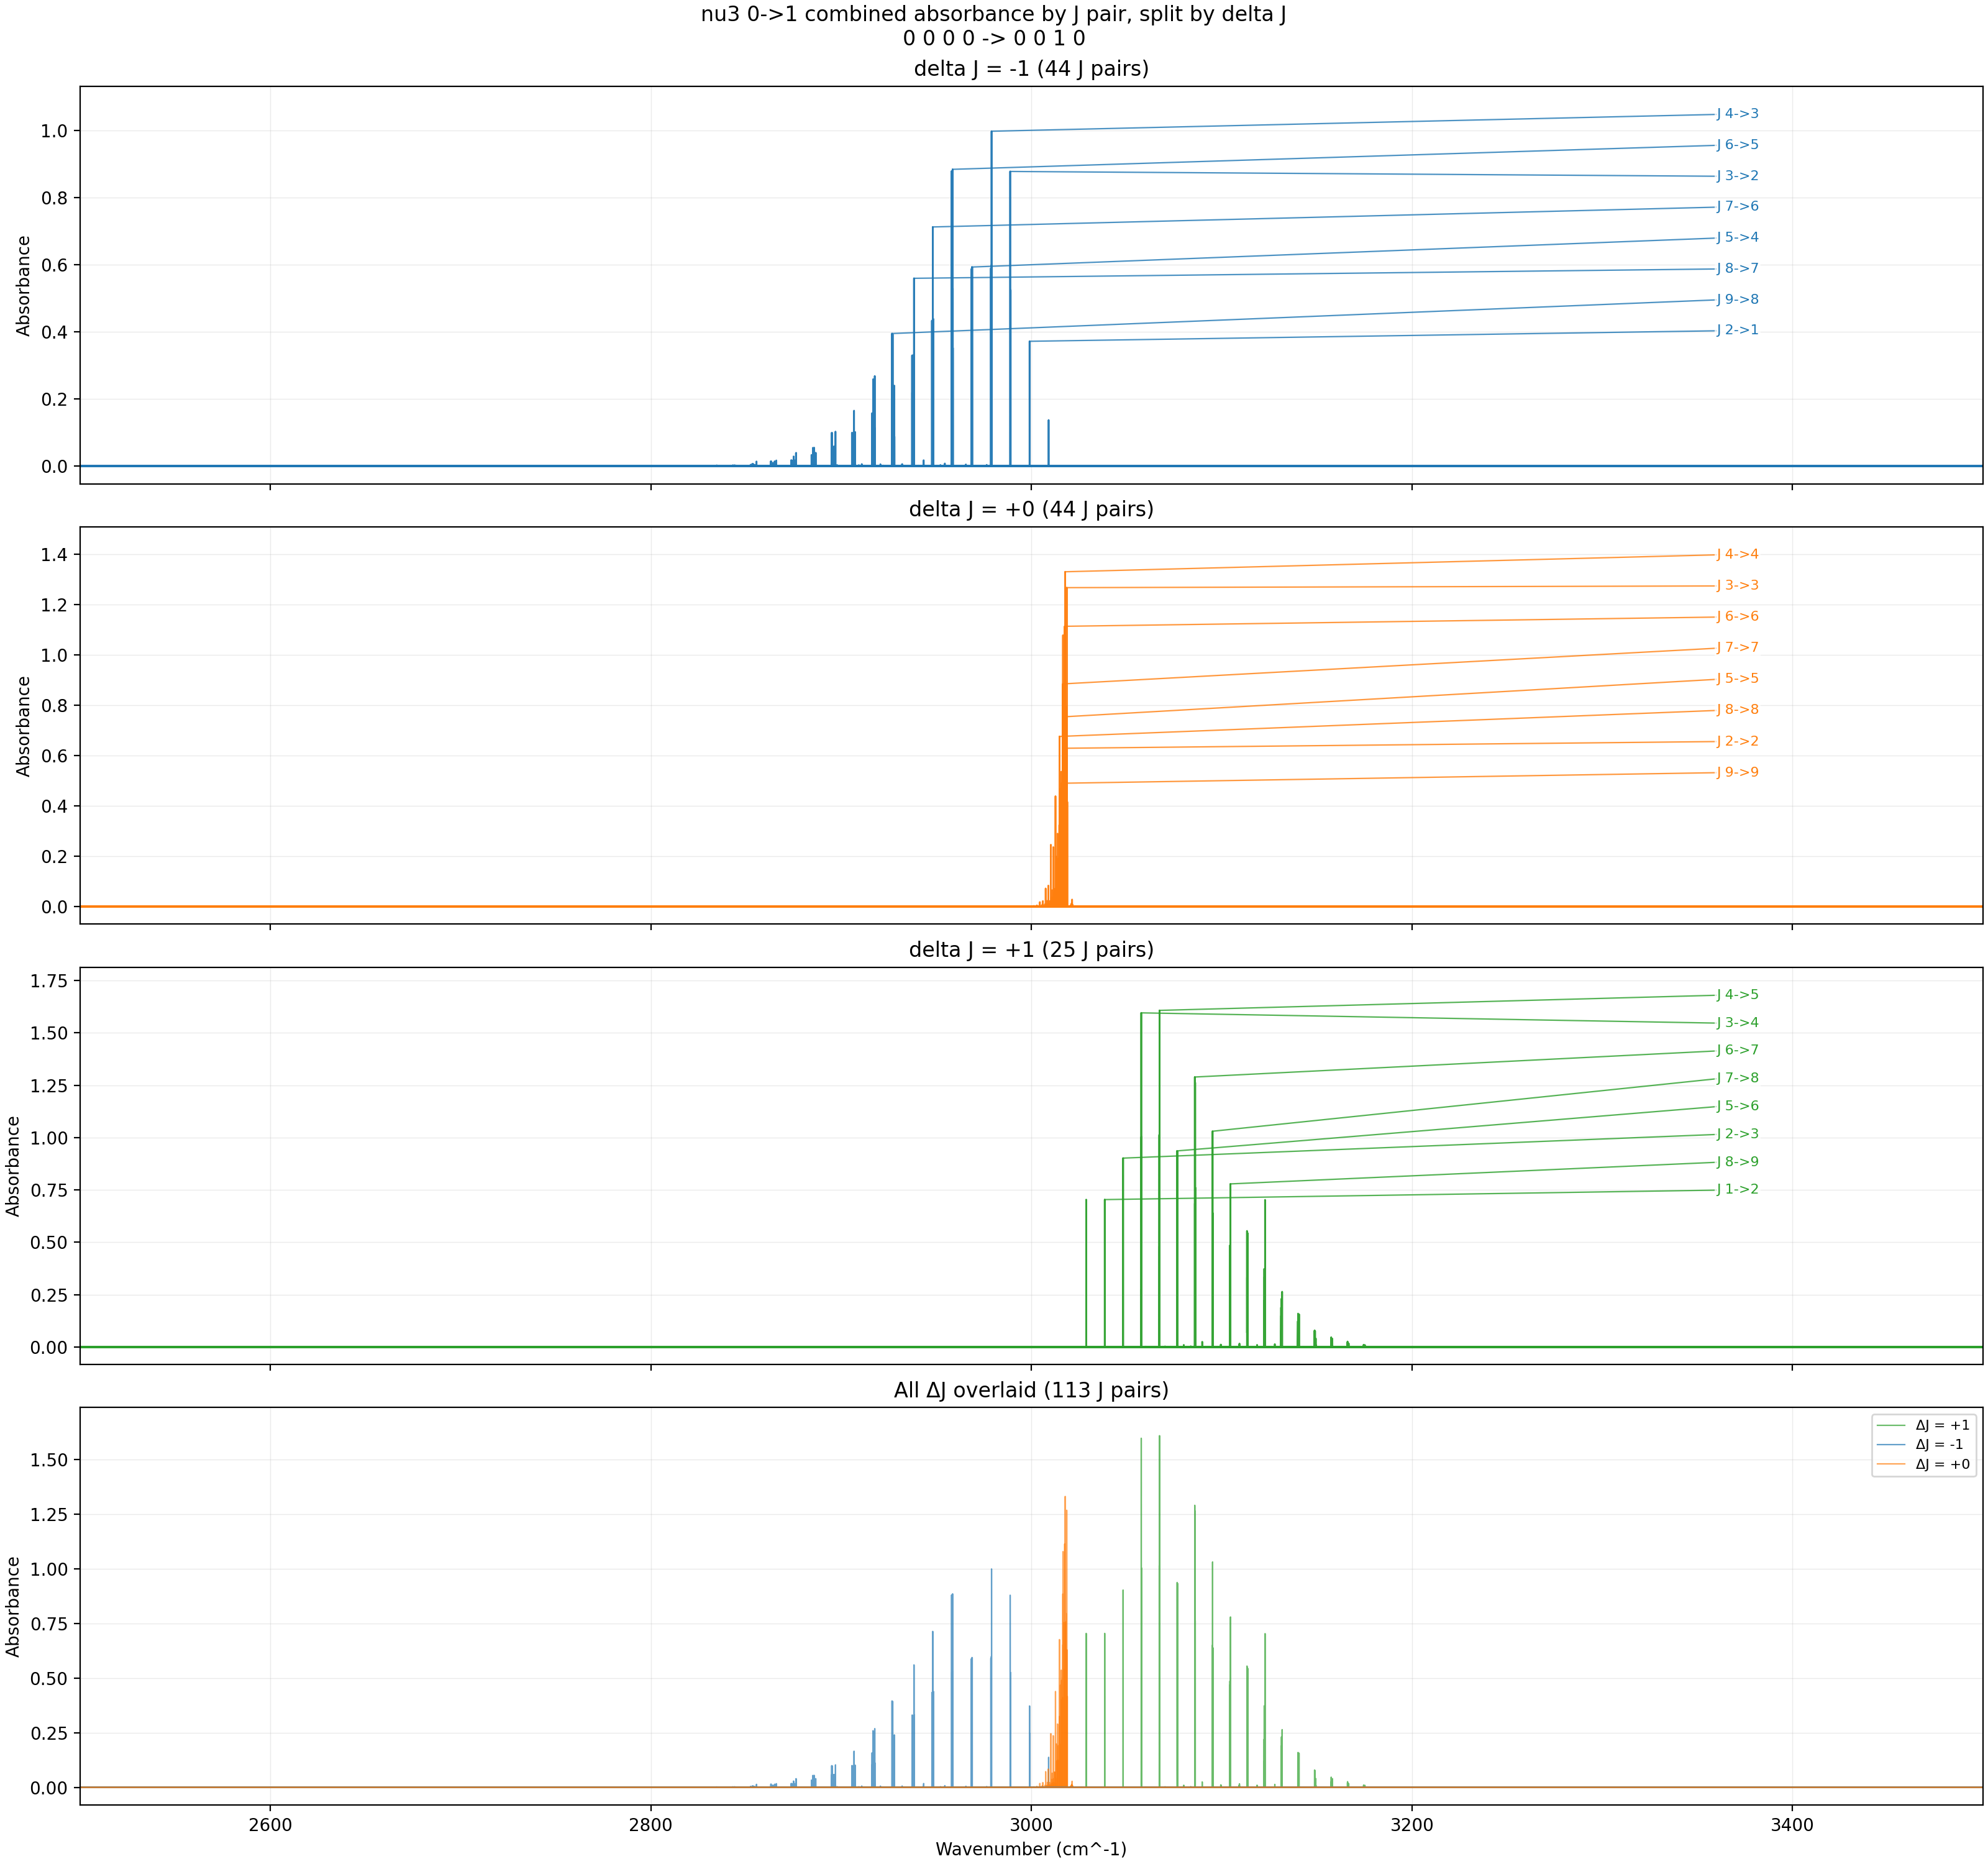 nu3 0->1 combined absorbance by J pair, split by delta J
0 0 0 0 -> 0 0 1 0
delta J = -1 (44 J pairs)
Absorbance
1.0
0.8
0.6
0.4
0.2
0.0
J 4->3
J 6->5
J 3->2
J 7->6
J 5->4
J 8->7
J 9->8
J 2->1
delta J = +0 (44 J pairs)
Absorbance
1.4
1.2
1.0
0.8
0.6
0.4
0.2
0.0
J 4->4
J 3->3
J 6->6
J 7->7
J 5->5
J 8->8
J 2->2
J 9->9
delta J = +1 (25 J pairs)
Absorbance
1.75
1.50
1.25
1.00
0.75
0.50
0.25
0.00
J 4->5
J 3->4
J 6->7
J 7->8
J 5->6
J 2->3
J 8->9
J 1->2
All ΔJ overlaid (113 J pairs)
Absorbance
1.50
1.25
1.00
0.75
0.50
0.25
0.00
ΔJ = +1
ΔJ = -1
ΔJ = +0
2600 2800 3000 3200 3400
Wavenumber (cm^-1)